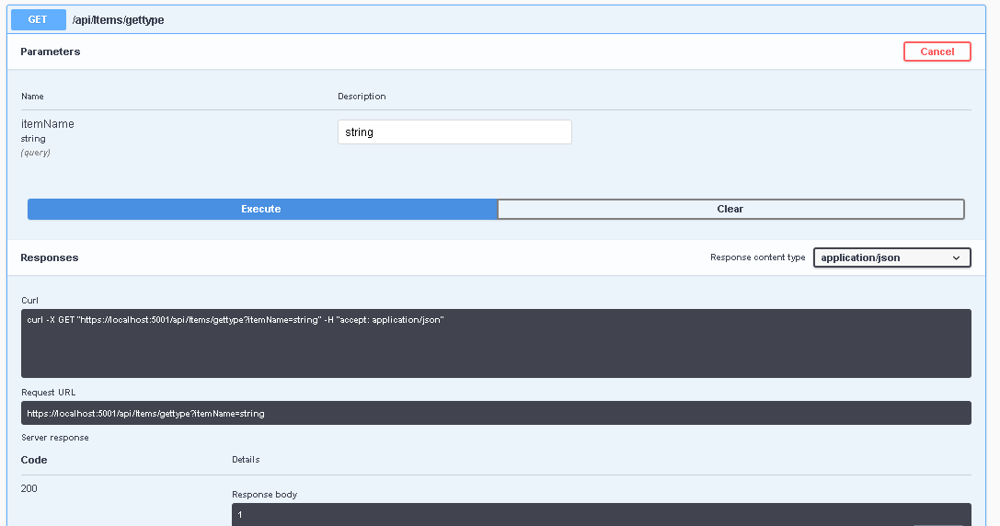 GET /api/Items/gettype
Parameters
Cancel
Name Description
itemName
string
(query)
string
Execute Clear
Responses
Response content type application/json
Curl
curl -X GET "https://localhost:5001/api/Items/gettype?itemName=string" -H "accept: application/json"
Request URL
https://localhost:5001/api/Items/gettype?itemName=string
Server response
Code Details
200
Response body
1